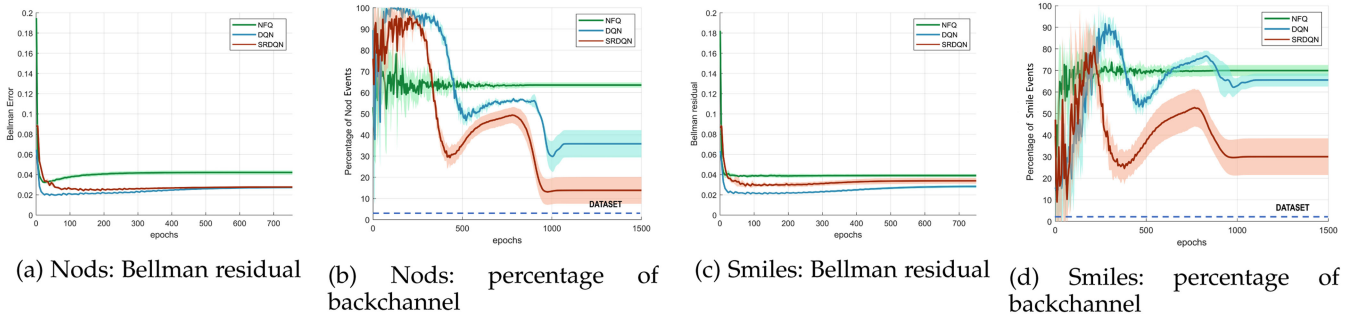 0.2
0.18
0.16
0.14
0.12
0.1
0.08
0.06
0.04
0.02
0
Bellman Error
NFQ
DQN
SRDQN
0 100 200 300 400 500 600 700
epochs
(a) Nods: Bellman residual
100
90
80
70
60
50
40
30
20
10
0
Percentage of Nod Events
NFQ
DQN
SRDQN
DATASET
0 500 1000 1500
epochs
(b) Nods: percentage of
backchannel
0.2
0.18
0.16
0.14
0.12
0.1
0.08
0.06
0.04
0.02
0
Bellman residual
NFQ
DQN
SRDQN
0 100 200 300 400 500 600 700
epochs
(c) Smiles: Bellman residual
100
90
80
70
60
50
40
30
20
10
0
Percentage of Smile Events
NFQ
DQN
SRDQN
DATASET
0 500 1000 1500
epochs
(d) Smiles: percentage of
backchannel